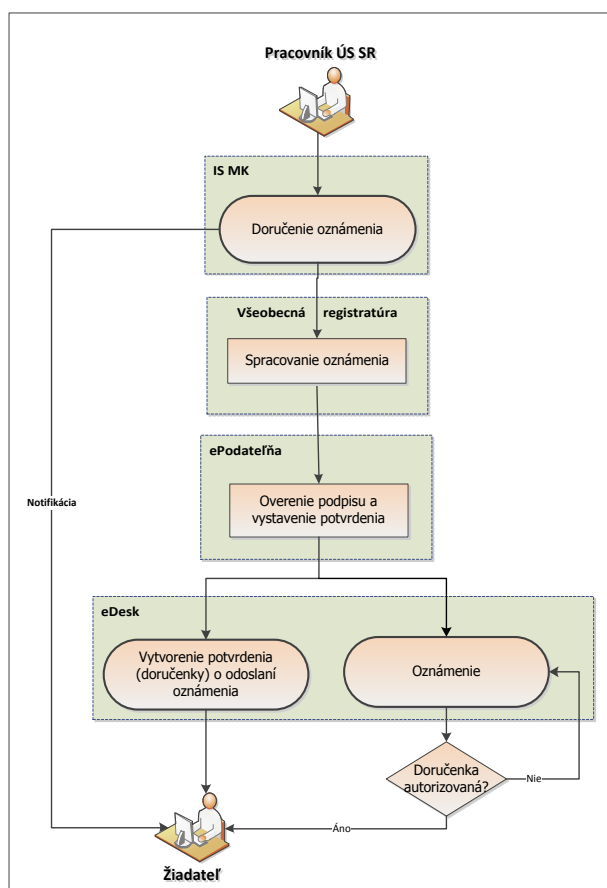 Pracovník ÚS SR
IS MK
Doručenie oznámenia
Všeobecná registratúra
Spracovanie oznámenia
ePodateľňa
Overenie podpisu a
vystavenie potvrdenia
Notifikácia
eDesk
Vytvorenie potvrdenia
(doručenky) o odoslaní
oznámenia
Oznámenie
Doručenka
autorizovaná?
Nie
Áno
Žiadateľ